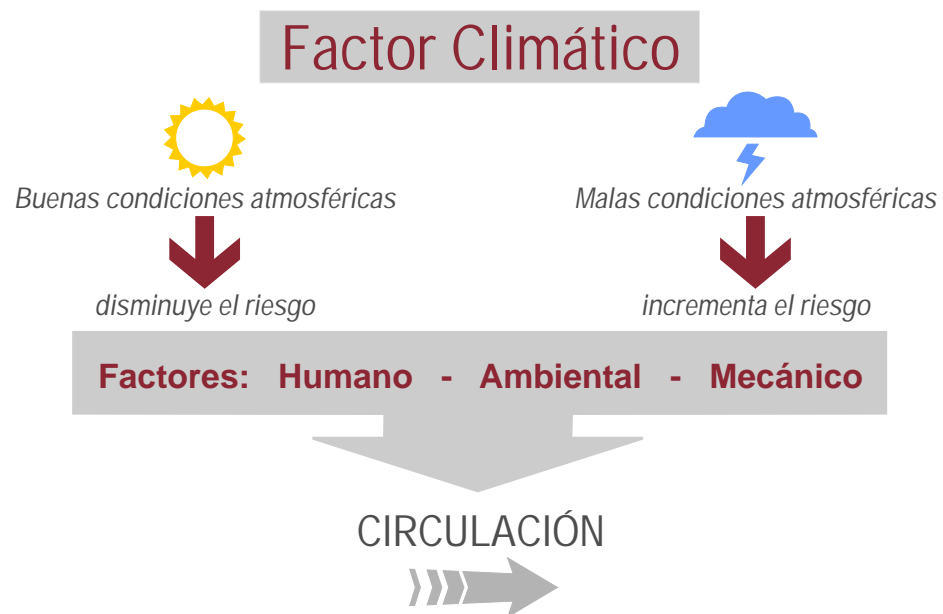 Factor Climático
Buenas condiciones atmosféricas
Malas condiciones atmosféricas
disminuye el riesgo
incrementa el riesgo
Factores: Humano - Ambiental - Mecánico
CIRCULACIÓN